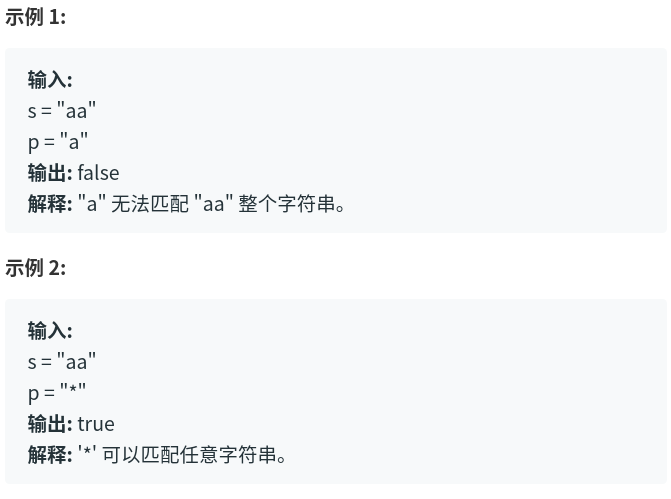 示例 1:
输入:
s = "aa"
p = "a"
输出: false
解释: "a" 无法匹配 "aa" 整个字符串。
示例 2:
输入:
s = "aa"
p = "*"
输出: true
解释: '*' 可以匹配任意字符串。